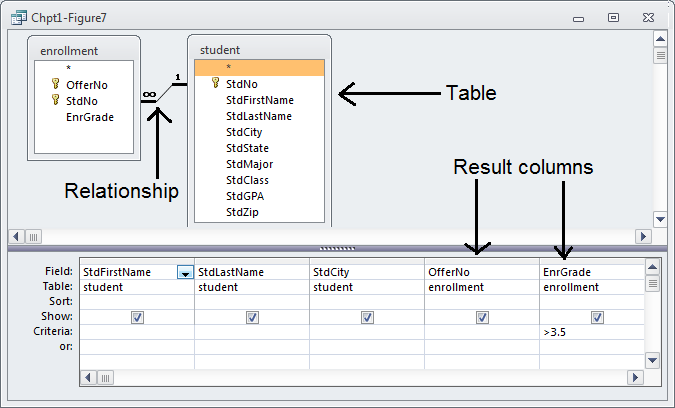 Chpt1-Figure7
enrollment
*
OfferNo
StdNo
EnrGrade
∞
1
student
*
StdNo
StdFirstName
StdLastName
StdCity
StdState
StdMajor
StdClass
StdGPA
StdZip
Table
Relationship
Result columns
Field: StdFirstName StdLastName StdCity OfferNo EnrGrade
Table: student student student enrollment enrollment
Sort:
Show:
Criteria: >3.5
or: